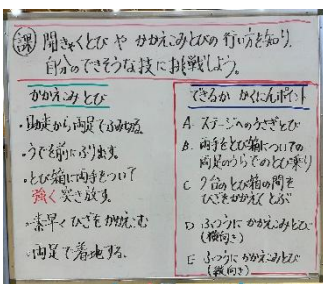 課 開きゃくとび や かかえこみとびの行い方を知り、
自分のできそうな技に挑戦しよう。
かかえこみとび
・助走から両足でふみきる。
・うでを前にふり出す。
・とび箱に両手をついて
強く突き放す。
・素早くひざをかかえこむ
・両足で着地する。
できるか かくにんポイント
A ステージへのうさぎとび
B 両手をとび箱についての
両足のうらでのとび乗り
C 2台のとび箱の間を
ひざをかかえてとぶ
D ふつうにかかえこみとび
(横向き)
E ふつうにかかえこみとび
(縦向き)